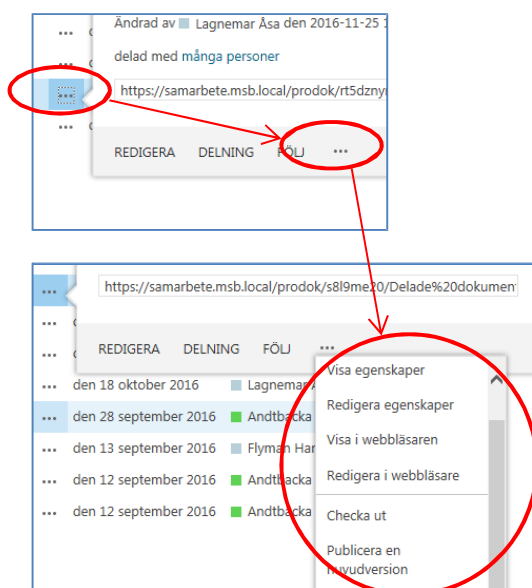 Ändrad av Lagnemar Åsa den 2016-11-25
delad med många personer
https://samarbete.msb.local/prodok/rt5dzny
REDIGERA DELNING FÖLJ ...
https://samarbete.msb.local/prodok/s8l9me20/Delade%20dokument
REDIGERA DELNING FÖLJ ...
den 18 oktober 2016 Lagnemar
den 28 september 2016 Andtbacka
den 13 september 2016 Flyman Har
den 12 september 2016 Andtbacka
den 12 september 2016 Andtbacka
Visa egenskaper
Redigera egenskaper
Visa i webbläsaren
Redigera i webbläsare
Checka ut
Publicera en
huvudversion